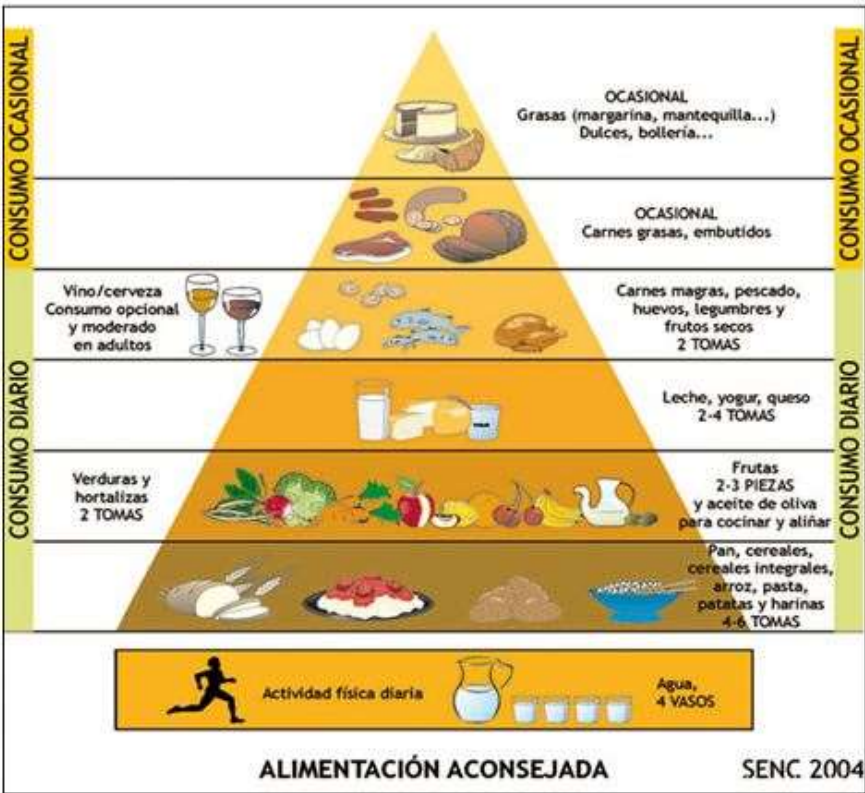 CONSUMO OCASIONAL
CONSUMO OCASIONAL
OCASIONAL
Grasas (margarina, mantequilla...)
Dulces, bollería...
OCASIONAL
Carnes grasas, embutidos
CONSUMO DIARIO
CONSUMO DIARIO
Vino/cerveza
Consumo opcional
y moderado
en adultos
Carnes magras, pescado,
huevos, legumbres y
frutos secos
2 TOMAS
Leche, yogur, queso
2-4 TOMAS
Verduras y
hortalizas
2 TOMAS
Frutas
2-3 PIEZAS
y aceite de oliva
para cocinar y aliñar
Pan, cereales,
cereales integrales,
arroz, pasta,
patatas y harinas
4-6 TOMAS
Actividad física diaria
Agua,
4 VASOS
ALIMENTACIÓN ACONSEJADA
SENC 2004